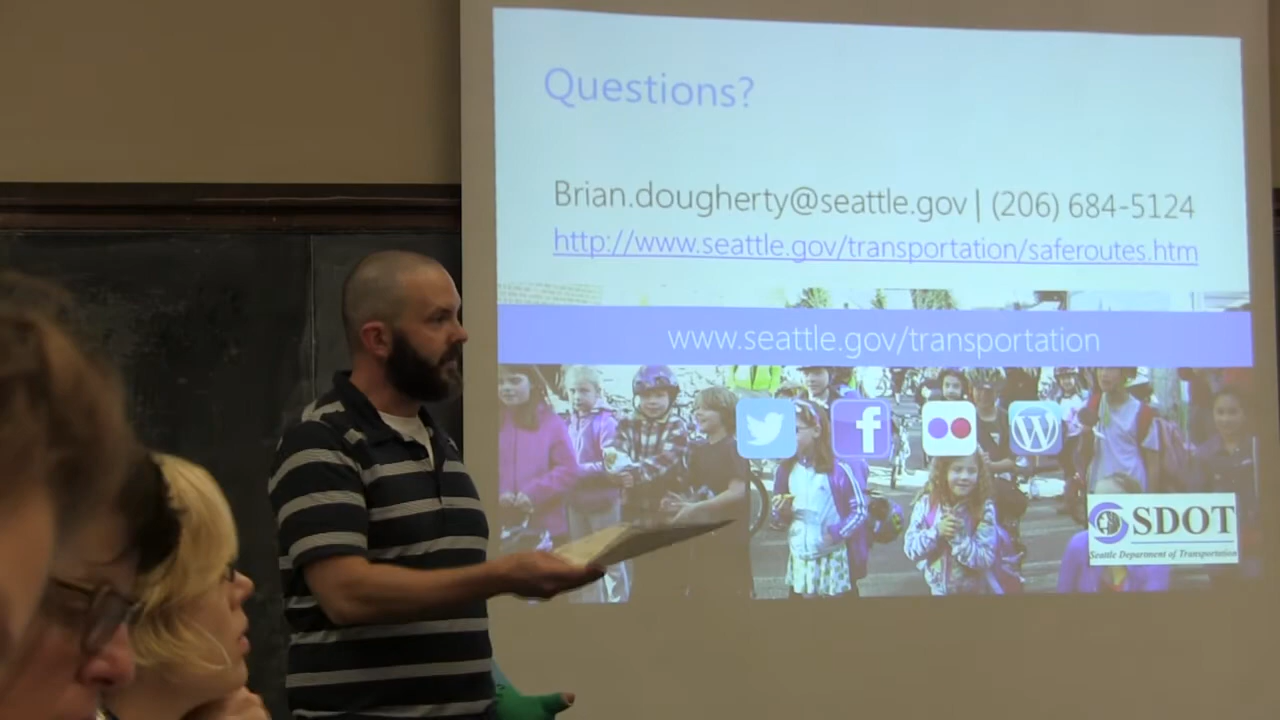 Questions?
Brian.dougherty@seattle.gov | (206) 684-5124
http://www.seattle.gov/transportation/saferoutes.htm
www.seattle.gov/transportation
SDOT
Seattle Department of Transportation